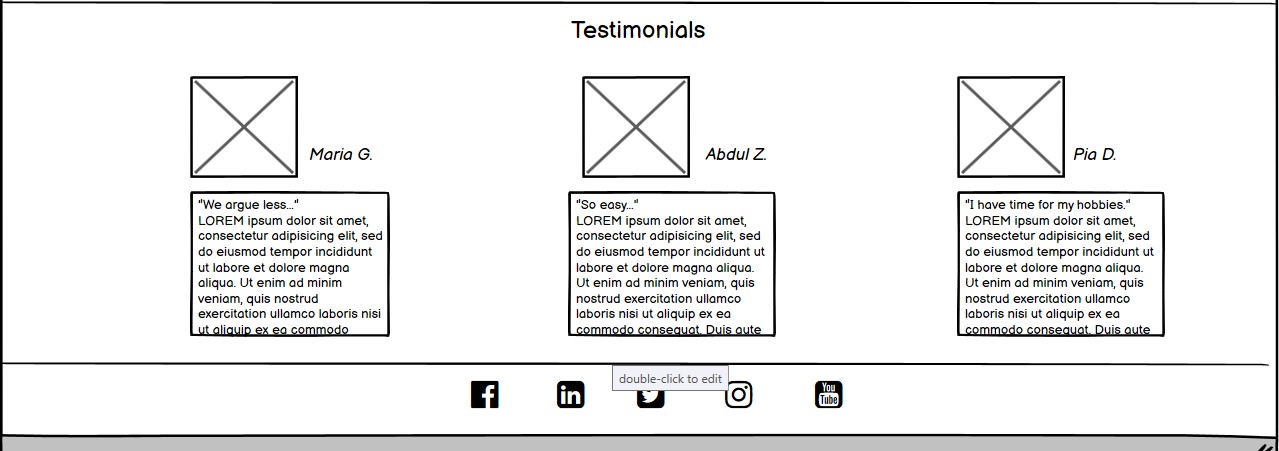 Testimonials
Maria G.
Abdul Z.
Pia D.
"We argue less..."
LOREM ipsum dolor sit amet,
consectetur adipisicing elit, sed
do eiusmod tempor incididunt
ut labore et dolore magna
aliqua. Ut enim ad minim
veniam, quis nostrud
exercitation ullamco laboris nisi
ut aliquip ex ea commodo
"So easy..."
LOREM ipsum dolor sit amet,
consectetur adipisicing elit, sed
do eiusmod tempor incididunt ut
labore et dolore magna aliqua.
Ut enim ad minim veniam, quis
nostrud exercitation ullamco
laboris nisi ut aliquip ex ea
commodo consequat. Duis aute
"I have time for my hobbies."
LOREM ipsum dolor sit amet,
consectetur adipisicing elit, sed
do eiusmod tempor incididunt ut
labore et dolore magna aliqua.
Ut enim ad minim veniam, quis
nostrud exercitation ullamco
laboris nisi ut aliquip ex ea
commodo consequat. Duis aute
double-click to edit
in
You
Tube